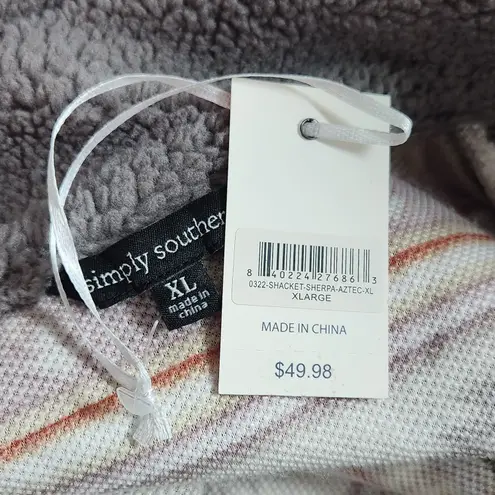 simply souther
XL
made in
china
8 40224 27686 3
0322-SHACKET-SHERPA-AZTEC-XL
XLARGE
MADE IN CHINA
$49.98